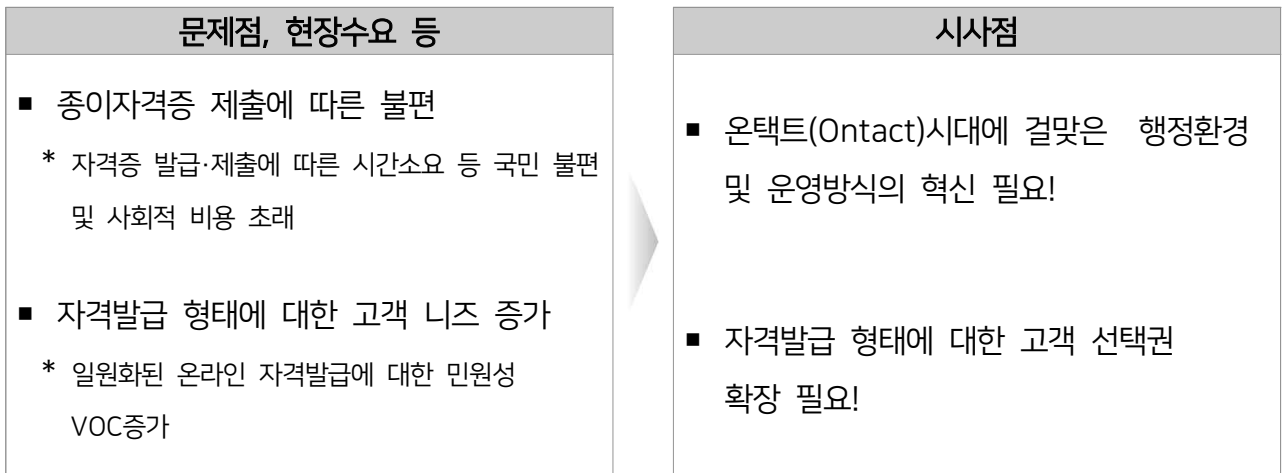 문제점, 현장수요 등
■ 종이자격증 제출에 따른 불편
* 자격증 발급·제출에 따른 시간소요 등 국민 불편
및 사회적 비용 초래
■ 자격발급 형태에 대한 고객 니즈 증가
* 일원화된 온라인 자격발급에 대한 민원성
VOC증가
시사점
■ 온택트(Ontact)시대에 걸맞은 행정환경
및 운영방식의 혁신 필요!
■ 자격발급 형태에 대한 고객 선택권
확장 필요!